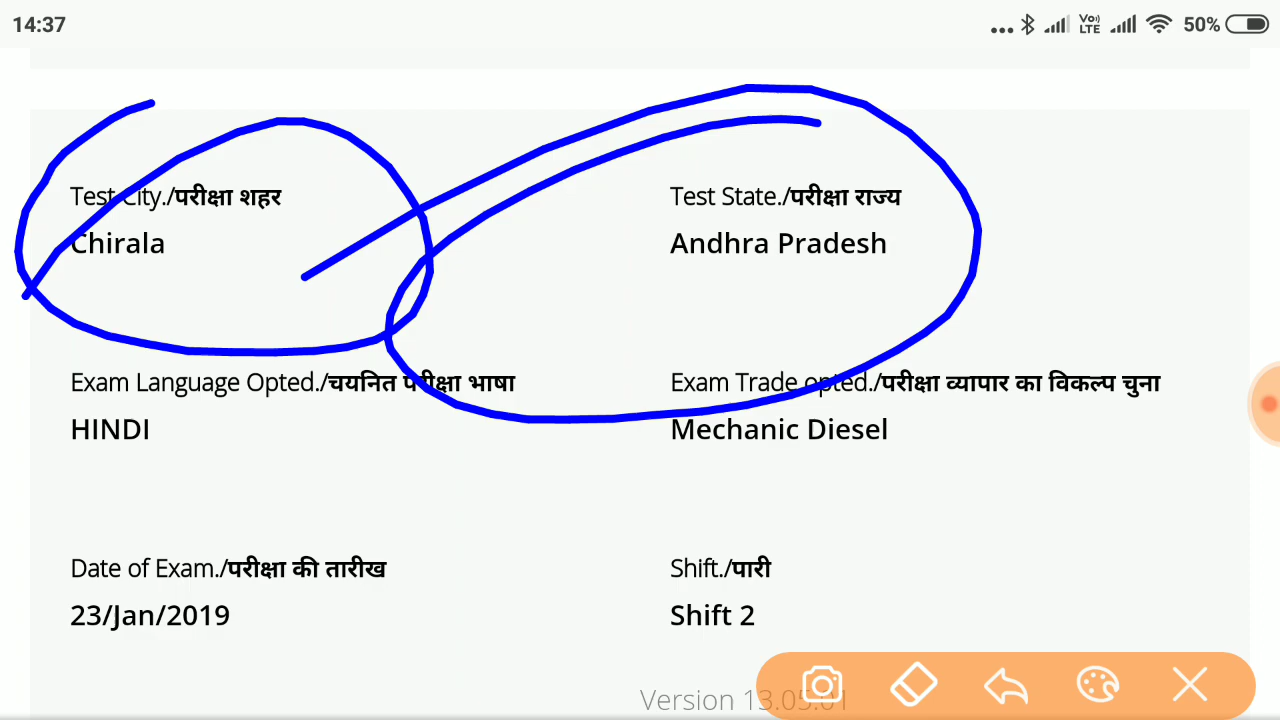 14:37 Vo) LTE 50%
Test City./परीक्षा शहर Test State./परीक्षा राज्य
Chirala Andhra Pradesh
Exam Language Opted./चयनित परीक्षा भाषा Exam Trade opted./परीक्षा व्यापार का विकल्प चुना
HINDI Mechanic Diesel
Date of Exam./परीक्षा की तारीख Shift./पारी
23/Jan/2019 Shift 2
Version 13.05.01